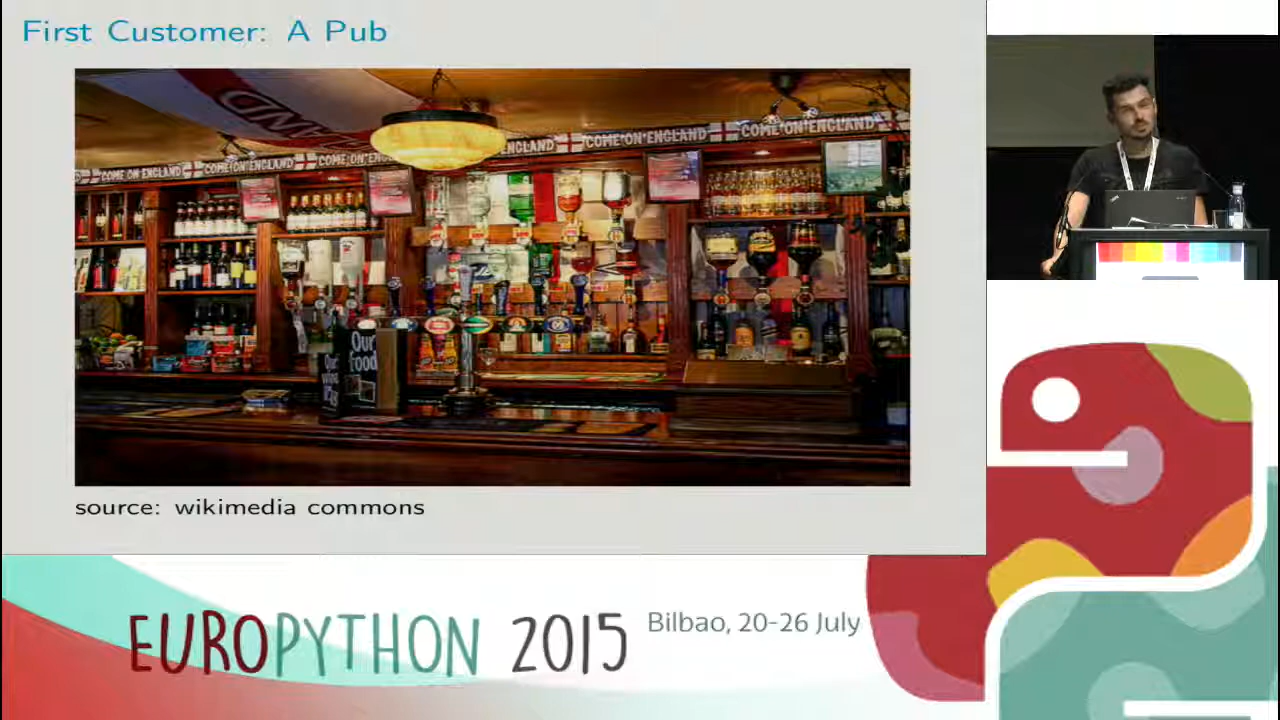 First Customer: A Pub
AND
COME ON ENGLAND
COME ON ENGLAND
COME ON ENGLAND
COME ON ENGLAND
Our
food
source: wikimedia commons
EUROPYTHON 2015
Bilbao, 20-26 July